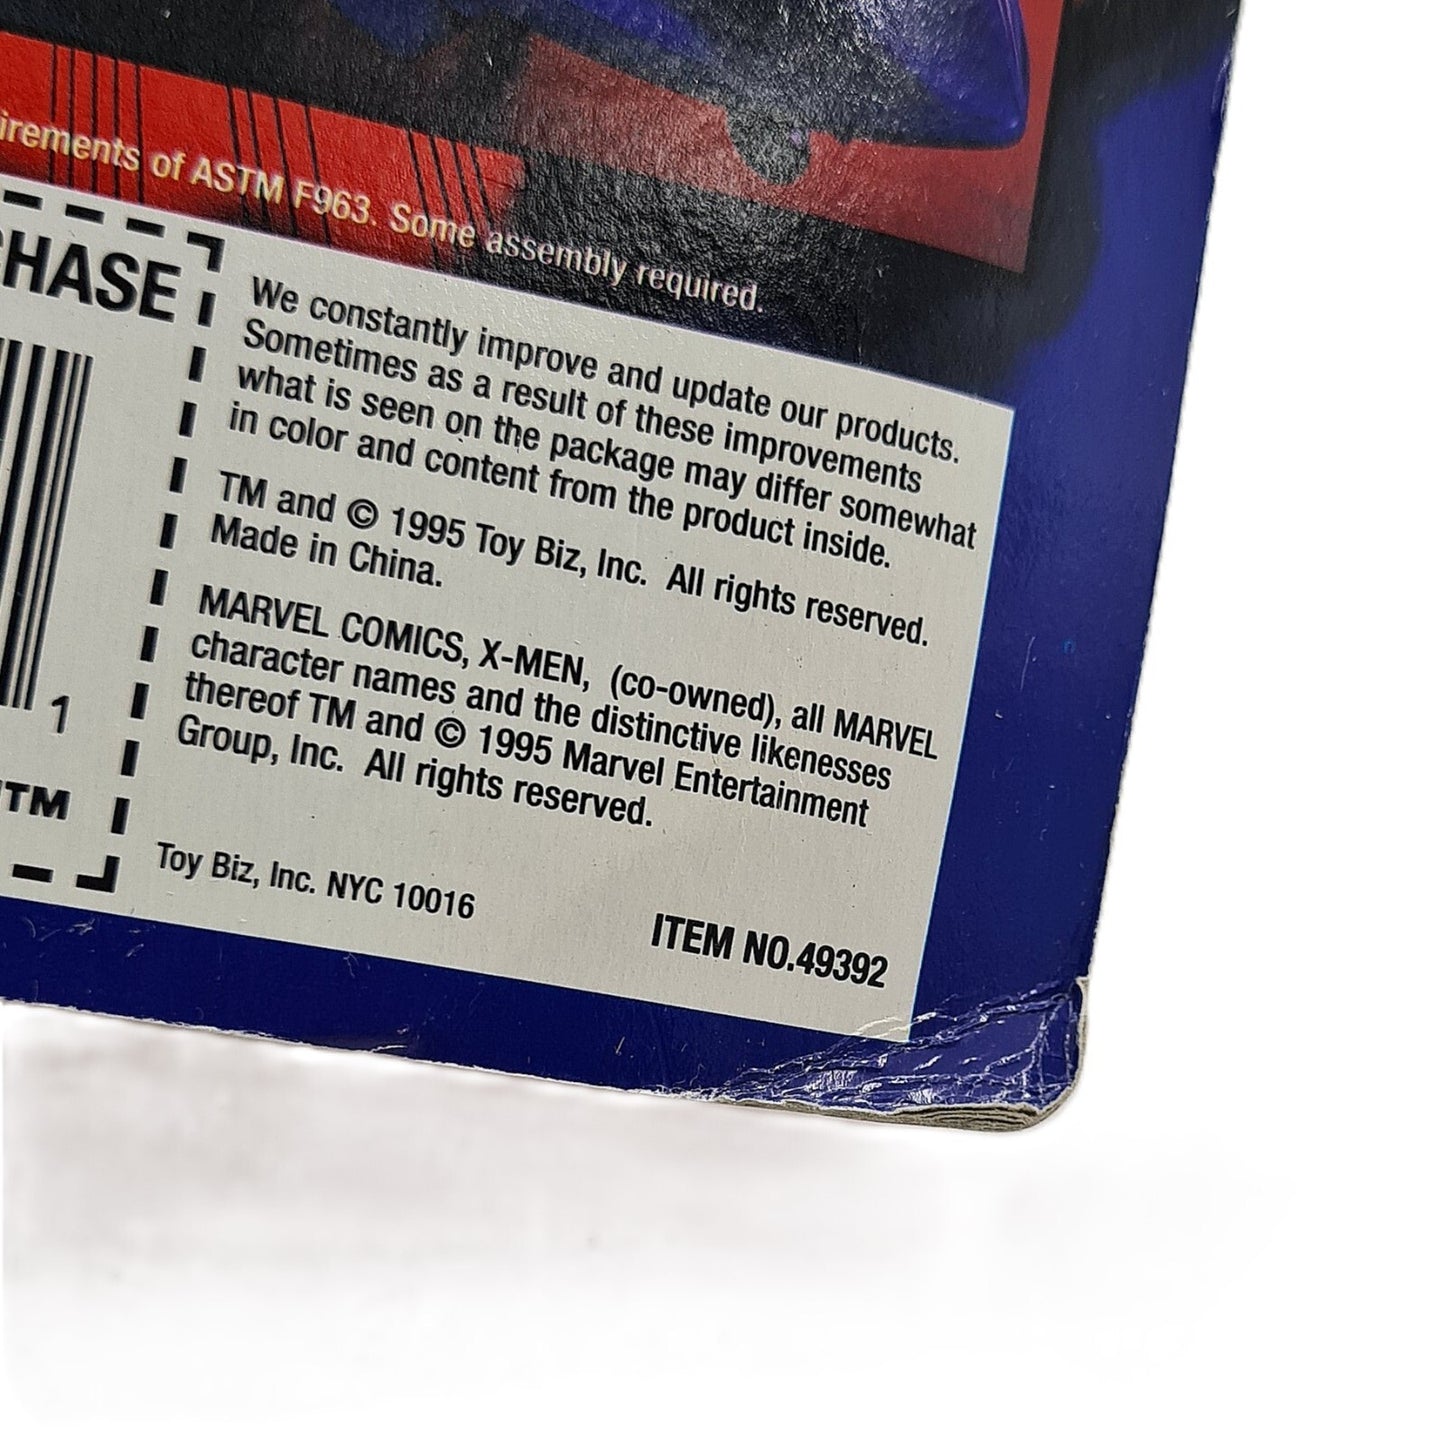 irements of ASTM F963. Some assembly required.
CHASE
1
TM
We constantly improve and update our products.
Sometimes as a result of these improvements
what is seen on the package may differ somewhat
in color and content from the product inside.
TM and © 1995 Toy Biz, Inc. All rights reserved.
Made in China.
MARVEL COMICS, X-MEN, (co-owned), all MARVEL
character names and the distinctive likenesses
thereof TM and © 1995 Marvel Entertainment
Group, Inc. All rights reserved.
Toy Biz, Inc. NYC 10016
ITEM NO.49392